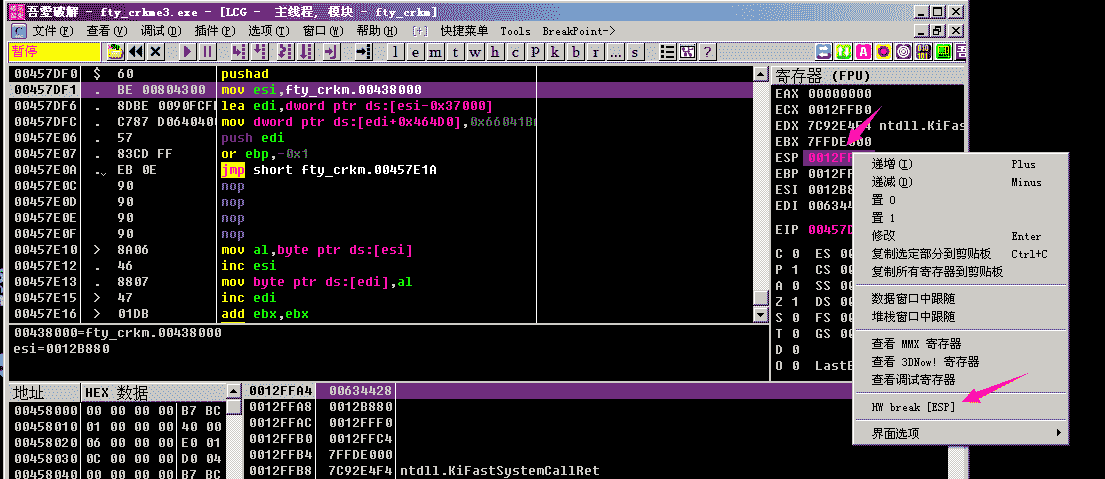 吾愛破解 - fty_crkme3.exe - [LCG - 主线程, 模块 - fty_crkm]
文件(F) 查看(V) 调试(D) 插件(P) 选项(T) 窗口(W) 帮助(H) [+] 快捷菜单 Tools BreakPoint->
暂停 l e m t w h c p k b r ... s ?
00457DF0 $ 60 pushad
00457DF1 . BE 00804300 mov esi,fty_crkm.00438000
00457DF6 . 8DBE 0090FCFF lea edi,dword ptr ds:[esi-0x37000]
00457DFC . C787 D0640400 mov dword ptr ds:[edi+0x464D0],0x66041B
00457E06 . 57 push edi
00457E07 . 83CD FF or ebp,-0x1
00457E0A . EB 0E jmp short fty_crkm.00457E1A
00457E0C 90 nop
00457E0D 90 nop
00457E0E 90 nop
00457E0F 90 nop
00457E10 > 8A06 mov al,byte ptr ds:[esi]
00457E12 . 46 inc esi
00457E13 . 8807 mov byte ptr ds:[edi],al
00457E15 > 47 inc edi
00457E16 > 01DB add ebx,ebx
00438000=fty_crkm.00438000
esi=0012B880
寄存器 (FPU)
EAX 00000000
ECX 0012FFB0
EDX 7C92E4F4 ntdll.KiFas
EBX 7FFDE000
ESP 0012FF
EBP 0012FF
ESI 0012B8
EDI 006344
EIP 00457D
C 0 ES 00
P 1 CS 00
A 0 SS 00
Z 1 DS 00
S 0 FS 00
T 0 GS 00
D 0
O 0 LastE
递增(I) Plus
递减(D) Minus
置 0
置 1
修改 Enter
复制选定部分到剪贴板 Ctrl+C
复制所有寄存器到剪贴板
数据窗口中跟随
堆栈窗口中跟随
查看 MMX 寄存器
查看 3DNow! 寄存器
查看调试寄存器
HW break [ESP]
界面选项
地址 HEX 数据
00458000 00 00 00 00 B7 BC
00458010 01 00 00 00 40 00
00458020 06 00 00 00 E0 01
00458030 0C 00 00 00 D0 04
00458040 00 00 00 00 B7 BC
0012FFA4 00634428
0012FFA8 0012B880
0012FFAC 0012FFF0
0012FFB0 0012FFC4
0012FFB4 7FFDE000
0012FFB8 7C92E4F4 ntdll.KiFastSystemCallRet